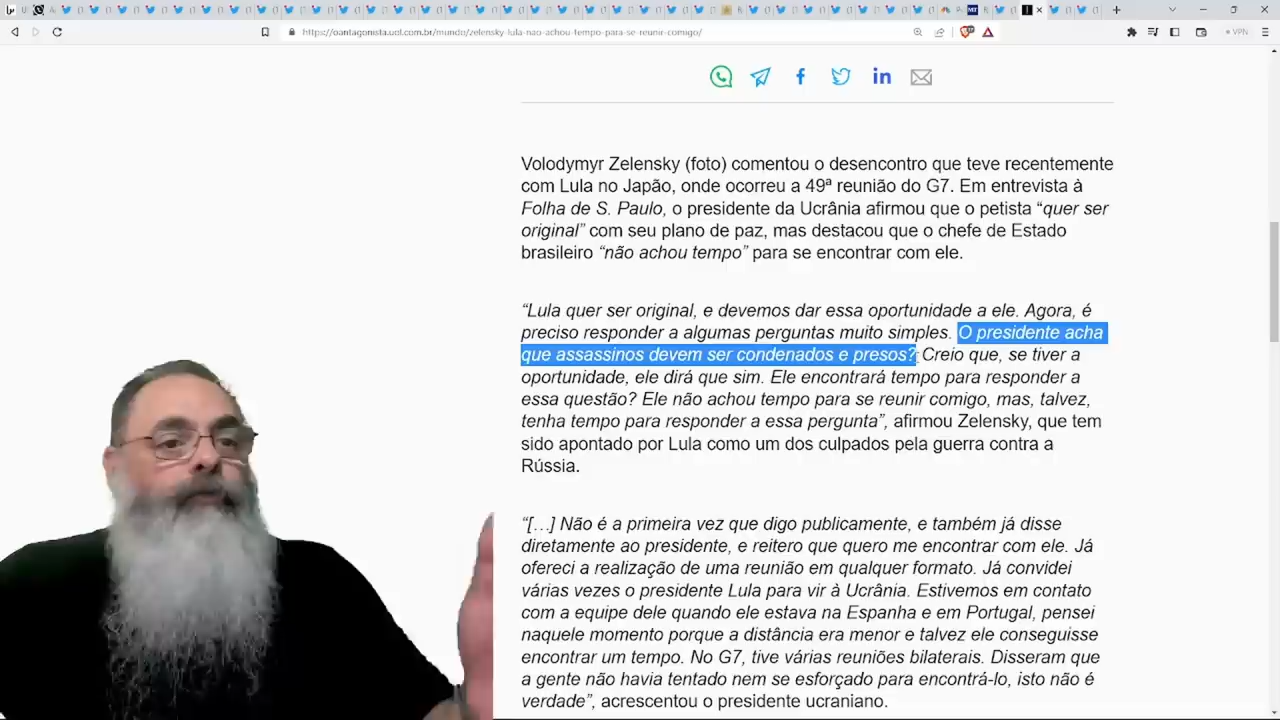 https://oantagonista.uol.com.br/mundo/zelensky-lula-nao-achou-tempo-para-se-reunir-comigo/
VPN
Volodymyr Zelensky (foto) comentou o desencontro que teve recentemente
com Lula no Japão, onde ocorreu a 49ª reunião do G7. Em entrevista à
Folha de S. Paulo, o presidente da Ucrânia afirmou que o petista “quer ser
original” com seu plano de paz, mas destacou que o chefe de Estado
brasileiro “não achou tempo” para se encontrar com ele.
“Lula quer ser original, e devemos dar essa oportunidade a ele. Agora, é
preciso responder a algumas perguntas muito simples. O presidente acha
que assassinos devem ser condenados e presos? Creio que, se tiver a
oportunidade, ele dirá que sim. Ele encontrará tempo para responder a
essa questão? Ele não achou tempo para se reunir comigo, mas, talvez,
tenha tempo para responder a essa pergunta”, afirmou Zelensky, que tem
sido apontado por Lula como um dos culpados pela guerra contra a
Rússia.
“[…] Não é a primeira vez que digo publicamente, e também já disse
diretamente ao presidente, e reitero que quero me encontrar com ele. Já
ofereci a realização de uma reunião em qualquer formato. Já convidei
várias vezes o presidente Lula para vir à Ucrânia. Estivemos em contato
com a equipe dele quando ele estava na Espanha e em Portugal, pensei
naquele momento porque a distância era menor e talvez ele conseguisse
encontrar um tempo. No G7, tive várias reuniões bilaterais. Disseram que
a gente não havia tentado nem se esforçado para encontrá-lo, isto não é
verdade”, acrescentou o presidente ucraniano.